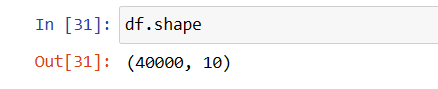 In [31]: df.shape
Out[31]: (40000, 10)